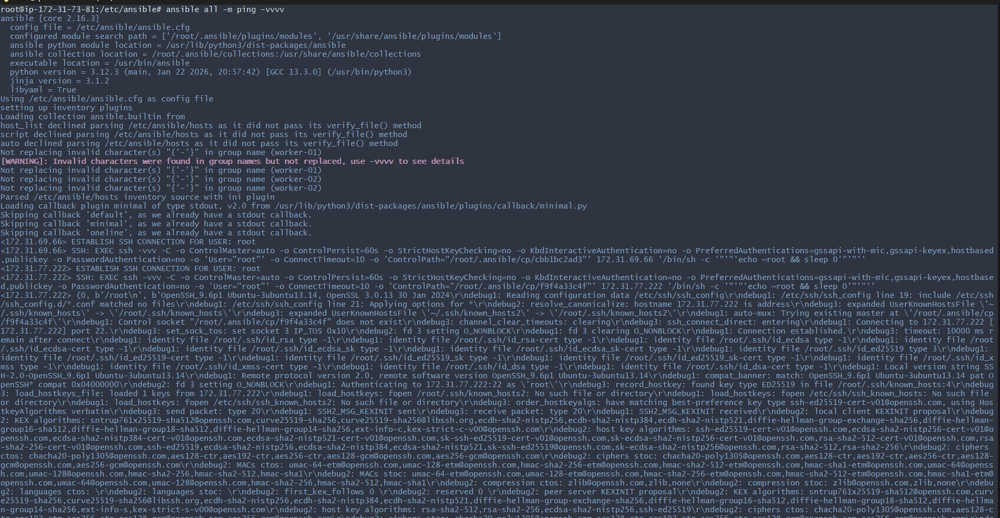 root@ip-172-31-73-81:/etc/ansible# ansible all -m ping -vvvv
ansible [core 2.16.3]
  config file = /etc/ansible/ansible.cfg
  configured module search path = ['/root/.ansible/plugins/modules', '/usr/share/ansible/plugins/modules']
  ansible python module location = /usr/lib/python3/dist-packages/ansible
  ansible collection location = /root/.ansible/collections:/usr/share/ansible/collections
  executable location = /usr/bin/ansible
  python version = 3.12.3 (main, Jan 22 2026, 20:57:42) [GCC 13.3.0] (/usr/bin/python3)
  jinja version = 3.1.2
  libyaml = True
Using /etc/ansible/ansible.cfg as config file
setting up inventory plugins
Loading collection ansible.builtin from
host_list declined parsing /etc/ansible/hosts as it did not pass its verify_file() method
script declined parsing /etc/ansible/hosts as it did not pass its verify_file() method
auto declined parsing /etc/ansible/hosts as it did not pass its verify_file() method
Not replacing invalid character(s) "{'-'}" in group name (worker-01)
[WARNING]: Invalid characters were found in group names but not replaced, use -vvvv to see details
Not replacing invalid character(s) "{'-'}" in group name (worker-01)
Not replacing invalid character(s) "{'-'}" in group name (worker-02)
Not replacing invalid character(s) "{'-'}" in group name (worker-02)
Parsed /etc/ansible/hosts inventory source with ini plugin
Loading callback plugin minimal of type stdout, v2.0 from /usr/lib/python3/dist-packages/ansible/plugins/callback/minimal.py
Skipping callback 'default', as we already have a stdout callback.
Skipping callback 'minimal', as we already have a stdout callback.
Skipping callback 'oneline', as we already have a stdout callback.
<172.31.69.66> ESTABLISH SSH CONNECTION FOR USER: root
<172.31.69.66> SSH: EXEC ssh -vvv -C -o ControlMaster=auto -o ControlPersist=60s -o StrictHostKeyChecking=no -o KbdInteractiveAuthentication=no -o PreferredAuthentications=gssapi-with-mic,gssapi-keyex,hostbased
,publickey -o PasswordAuthentication=no -o 'User="root"' -o ConnectTimeout=10 -o 'ControlPath="/root/.ansible/cp/cbb1bc2ad3"' 172.31.69.66 '/bin/sh -c '"'"'echo ~root && sleep 0'"'"''
<172.31.77.222> ESTABLISH SSH CONNECTION FOR USER: root
<172.31.77.222> SSH: EXEC ssh -vvv -C -o ControlMaster=auto -o ControlPersist=60s -o StrictHostKeyChecking=no -o KbdInteractiveAuthentication=no -o PreferredAuthentications=gssapi-with-mic,gssapi-keyex,hostbase
d,publickey -o PasswordAuthentication=no -o 'User="root"' -o ConnectTimeout=10 -o 'ControlPath="/root/.ansible/cp/f9f4a33c4f"' 172.31.77.222 '/bin/sh -c '"'"'echo ~root && sleep 0'"'"''
<172.31.77.222> (0, b'/root\n', b'OpenSSH_9.6p1 Ubuntu-3ubuntu13.14, OpenSSL 3.0.13 30 Jan 2024\r\ndebug1: Reading configuration data /etc/ssh/ssh_config\r\ndebug1: /etc/ssh/ssh_config line 19: include /etc/ssh
/ssh_config.d/*.conf matched no files\r\ndebug1: /etc/ssh/ssh_config line 21: Applying options for *\r\ndebug2: resolve_canonicalize: hostname 172.31.77.222 is address\r\ndebug3: expanded UserKnownHostsFile \'~
/.ssh/known_hosts\' -> \'/root/.ssh/known_hosts\'\r\ndebug3: expanded UserKnownHostsFile \'~/.ssh/known_hosts2\' -> \'/root/.ssh/known_hosts2\'\r\ndebug1: auto-mux: Trying existing master at \'/root/.ansible/cp
/f9f4a33c4f\'\r\ndebug1: Control socket "/root/.ansible/cp/f9f4a33c4f" does not exist\r\ndebug3: channel_clear_timeouts: clearing\r\ndebug3: ssh_connect_direct: entering\r\ndebug1: Connecting to 172.31.77.222 [
172.31.77.222] port 22.\r\ndebug3: set_sock_tos: set socket 3 IP_TOS 0x10\r\ndebug2: fd 3 setting O_NONBLOCK\r\ndebug1: fd 3 clearing O_NONBLOCK\r\ndebug1: Connection established.\r\ndebug3: timeout: 10000 ms r
emain after connect\r\ndebug1: identity file /root/.ssh/id_rsa type -1\r\ndebug1: identity file /root/.ssh/id_rsa-cert type -1\r\ndebug1: identity file /root/.ssh/id_ecdsa type -1\r\ndebug1: identity file /root
/.ssh/id_ecdsa-cert type -1\r\ndebug1: identity file /root/.ssh/id_ecdsa_sk type -1\r\ndebug1: identity file /root/.ssh/id_ecdsa_sk-cert type -1\r\ndebug1: identity file /root/.ssh/id_ed25519 type 3\r\ndebug1:
identity file /root/.ssh/id_ed25519-cert type -1\r\ndebug1: identity file /root/.ssh/id_ed25519_sk type -1\r\ndebug1: identity file /root/.ssh/id_ed25519_sk-cert type -1\r\ndebug1: identity file /root/.ssh/id_x
mss type -1\r\ndebug1: identity file /root/.ssh/id_xmss-cert type -1\r\ndebug1: identity file /root/.ssh/id_dsa type -1\r\ndebug1: identity file /root/.ssh/id_dsa-cert type -1\r\ndebug1: Local version string SS
H-2.0-OpenSSH_9.6p1 Ubuntu-3ubuntu13.14\r\ndebug1: Remote protocol version 2.0, remote software version OpenSSH_9.6p1 Ubuntu-3ubuntu13.14\r\ndebug1: compat_banner: match: OpenSSH_9.6p1 Ubuntu-3ubuntu13.14 pat O
penSSH* compat 0x04000000\r\ndebug2: fd 3 setting O_NONBLOCK\r\ndebug1: Authenticating to 172.31.77.222:22 as \'root\'\r\ndebug3: record_hostkey: found key type ED25519 in file /root/.ssh/known_hosts:4\r\ndebug
3: load_hostkeys_file: loaded 1 keys from 172.31.77.222\r\ndebug1: load_hostkeys: fopen /root/.ssh/known_hosts2: No such file or directory\r\ndebug1: load_hostkeys: fopen /etc/ssh/ssh_known_hosts: No such file
or directory\r\ndebug1: load_hostkeys: fopen /etc/ssh/ssh_known_hosts2: No such file or directory\r\ndebug3: order_hostkeyalgs: have matching best-preference key type ssh-ed25519-cert-v01@openssh.com, using Hos
tkeyAlgorithms verbatim\r\ndebug3: send packet: type 20\r\ndebug1: SSH2_MSG_KEXINIT sent\r\ndebug3: receive packet: type 20\r\ndebug1: SSH2_MSG_KEXINIT received\r\ndebug2: local client KEXINIT proposal\r\ndebug
2: KEX algorithms: sntrup761x25519-sha512@openssh.com,curve25519-sha256,curve25519-sha256@libssh.org,ecdh-sha2-nistp256,ecdh-sha2-nistp384,ecdh-sha2-nistp521,diffie-hellman-group-exchange-sha256,diffie-hellman-
group16-sha512,diffie-hellman-group18-sha512,diffie-hellman-group14-sha256,ext-info-c,kex-strict-c-v00@openssh.com\r\ndebug2: host key algorithms: ssh-ed25519-cert-v01@openssh.com,ecdsa-sha2-nistp256-cert-v01@o
penssh.com,ecdsa-sha2-nistp384-cert-v01@openssh.com,ecdsa-sha2-nistp521-cert-v01@openssh.com,sk-ssh-ed25519-cert-v01@openssh.com,sk-ecdsa-sha2-nistp256-cert-v01@openssh.com,rsa-sha2-512-cert-v01@openssh.com,rsa
-sha2-256-cert-v01@openssh.com,ssh-ed25519,ecdsa-sha2-nistp256,ecdsa-sha2-nistp384,ecdsa-sha2-nistp521,sk-ssh-ed25519@openssh.com,sk-ecdsa-sha2-nistp256@openssh.com,rsa-sha2-512,rsa-sha2-256\r\ndebug2: ciphers
ctos: chacha20-poly1305@openssh.com,aes128-ctr,aes192-ctr,aes256-ctr,aes128-gcm@openssh.com,aes256-gcm@openssh.com\r\ndebug2: ciphers stoc: chacha20-poly1305@openssh.com,aes128-ctr,aes192-ctr,aes256-ctr,aes128-
gcm@openssh.com,aes256-gcm@openssh.com\r\ndebug2: MACs ctos: umac-64-etm@openssh.com,umac-128-etm@openssh.com,hmac-sha2-256-etm@openssh.com,hmac-sha2-512-etm@openssh.com,hmac-sha1-etm@openssh.com,umac-64@openss
h.com,umac-128@openssh.com,hmac-sha2-256,hmac-sha2-512,hmac-sha1\r\ndebug2: MACs stoc: umac-64-etm@openssh.com,umac-128-etm@openssh.com,hmac-sha2-256-etm@openssh.com,hmac-sha2-512-etm@openssh.com,hmac-sha1-etm@
openssh.com,umac-64@openssh.com,umac-128@openssh.com,hmac-sha2-256,hmac-sha2-512,hmac-sha1\r\ndebug2: compression ctos: zlib@openssh.com,zlib,none\r\ndebug2: compression stoc: zlib@openssh.com,zlib,none\r\ndebu
g2: languages ctos: \r\ndebug2: languages stoc: \r\ndebug2: first_kex_follows 0 \r\ndebug2: reserved 0 \r\ndebug2: peer server KEXINIT proposal\r\ndebug2: KEX algorithms: sntrup761x25519-sha512@openssh.com,curv
e25519-sha256,curve25519-sha256@libssh.org,ecdh-sha2-nistp256,ecdh-sha2-nistp384,ecdh-sha2-nistp521,diffie-hellman-group-exchange-sha256,diffie-hellman-group16-sha512,diffie-hellman-group18-sha512,diffie-hellma
n-group14-sha256,ext-info-s,kex-strict-s-v00@openssh.com\r\ndebug2: host key algorithms: rsa-sha2-512,rsa-sha2-256,ecdsa-sha2-nistp256,ssh-ed25519\r\ndebug2: ciphers ctos: chacha20-poly1305@openssh.com,aes128-c